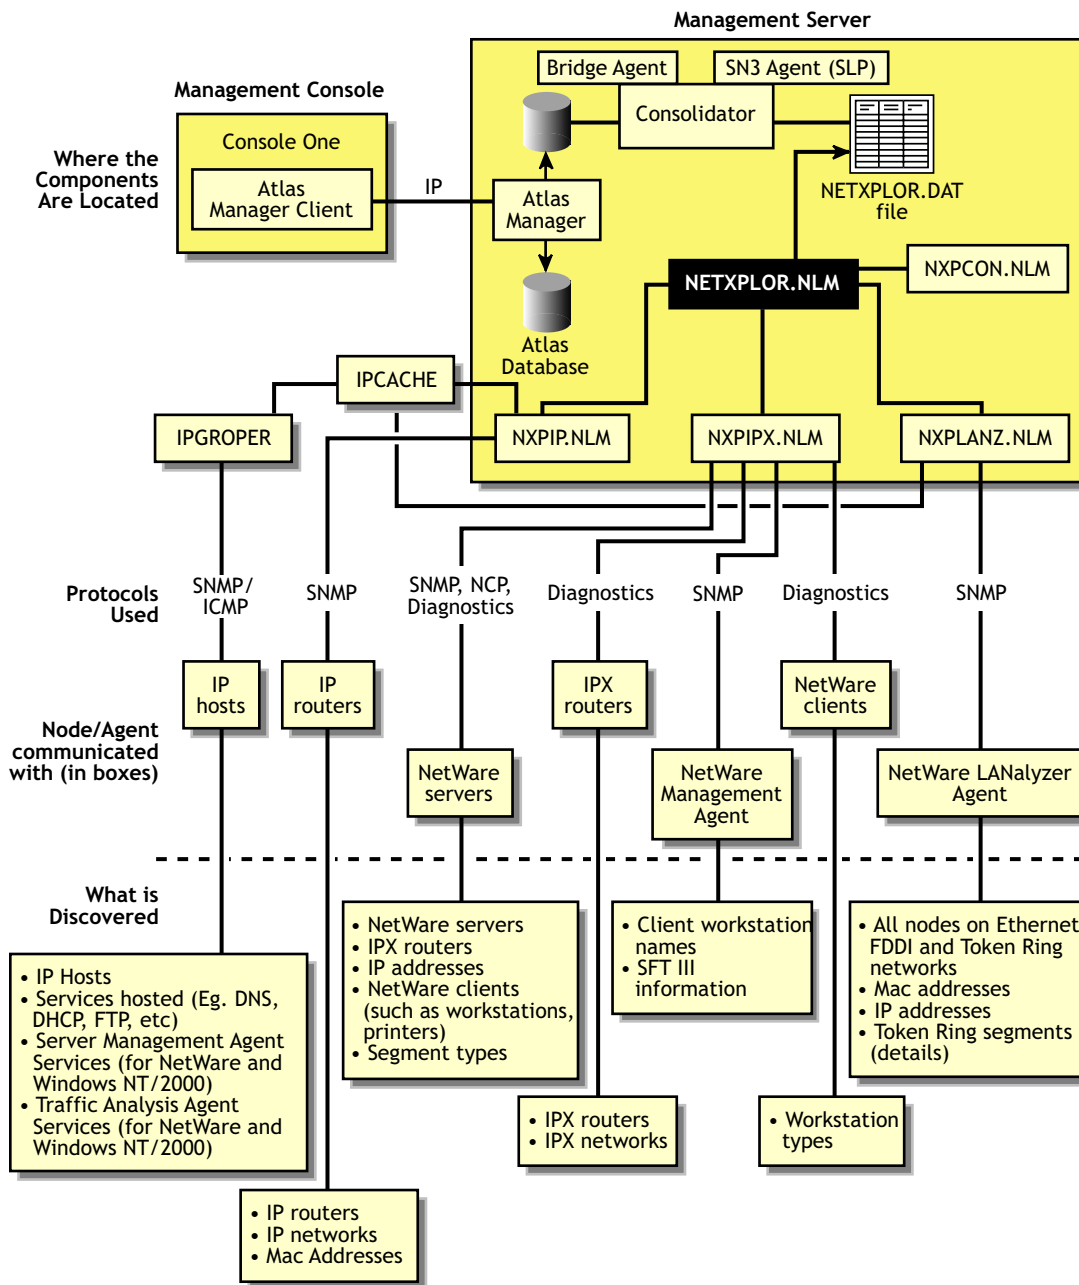 Management Server
Bridge Agent
SN3 Agent (SLP)
Management Console
Console One
Consolidator
Where the
Components
Are Located
Atlas
Manager Client
IP
Atlas
Manager
NETXPLOR.DAT
file
NETXPLOR.NLM
NXPCON.NLM
Atlas
Database
IPCACHE
IPGROPER
NXPIP.NLM
NXPIPX.NLM
NXPLANZ.NLM
Protocols
Used
SNMP/
ICMP
SNMP
SNMP, NCP,
Diagnostics
Diagnostics
SNMP
Diagnostics
SNMP
Node/Agent
communicated
with (in boxes)
IP
hosts
IP
routers
IPX
routers
NetWare
clients
NetWare
servers
NetWare
Management
Agent
NetWare LANalyzer
Agent
What is
Discovered
• IP Hosts
• Services hosted (Eg. DNS,
DHCP, FTP, etc)
• Server Management Agent
Services (for NetWare and
Windows NT/2000)
• Traffic Analysis Agent
Services (for NetWare and
Windows NT/2000)
• IP routers
• IP networks
• Mac Addresses
• NetWare servers
• IPX routers
• IP addresses
• NetWare clients
(such as workstations,
printers)
• Segment types
• IPX routers
• IPX networks
• Client workstation
names
• SFT III
information
• Workstation
types
• All nodes on Ethernet
FDDI and Token Ring
networks
• Mac addresses
• IP addresses
• Token Ring segments
(details)